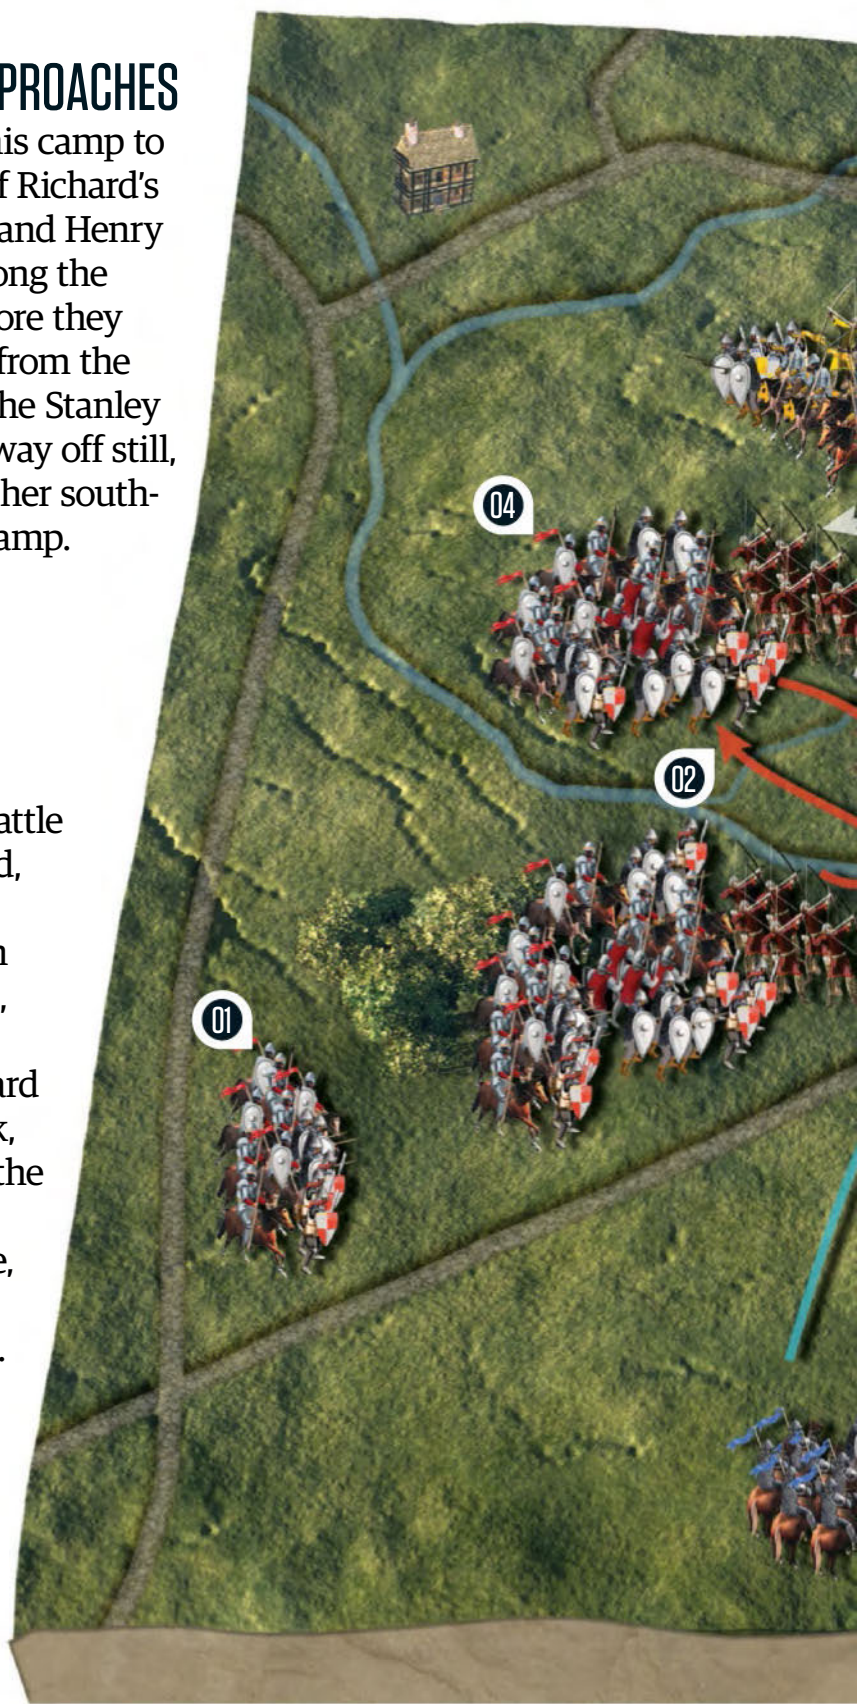 PROACHES
his camp to
f Richard's
and Henry
ong the
ore they
from the
he Stanley
way off still,
her south-
amp.
attle
d,
n
,
ard
k,
the
e,
.
04
02
01